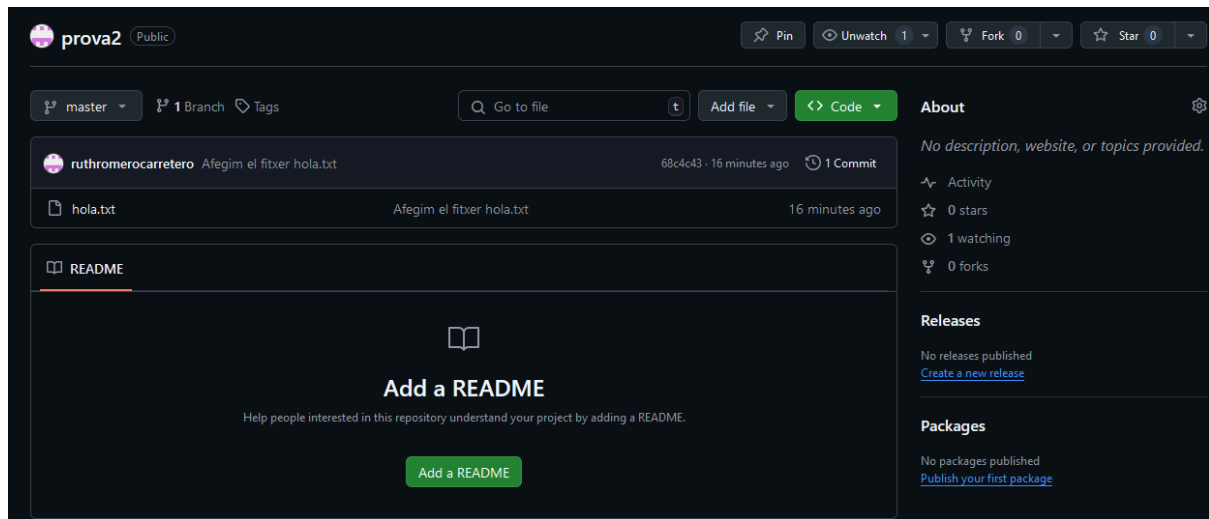 prova2 Public
Pin
Unwatch 1
Fork 0
Star 0
master
1 Branch
Tags
Go to file t
Add file
<> Code
ruthromerocarretero Afegim el fitxer hola.txt 68c4c43 · 16 minutes ago 1 Commit
hola.txt Afegim el fitxer hola.txt 16 minutes ago
README
Add a README
Help people interested in this repository understand your project by adding a README.
Add a README
About
No description, website, or topics provided.
Activity
0 stars
1 watching
0 forks
Releases
No releases published
Create a new release
Packages
No packages published
Publish your first package